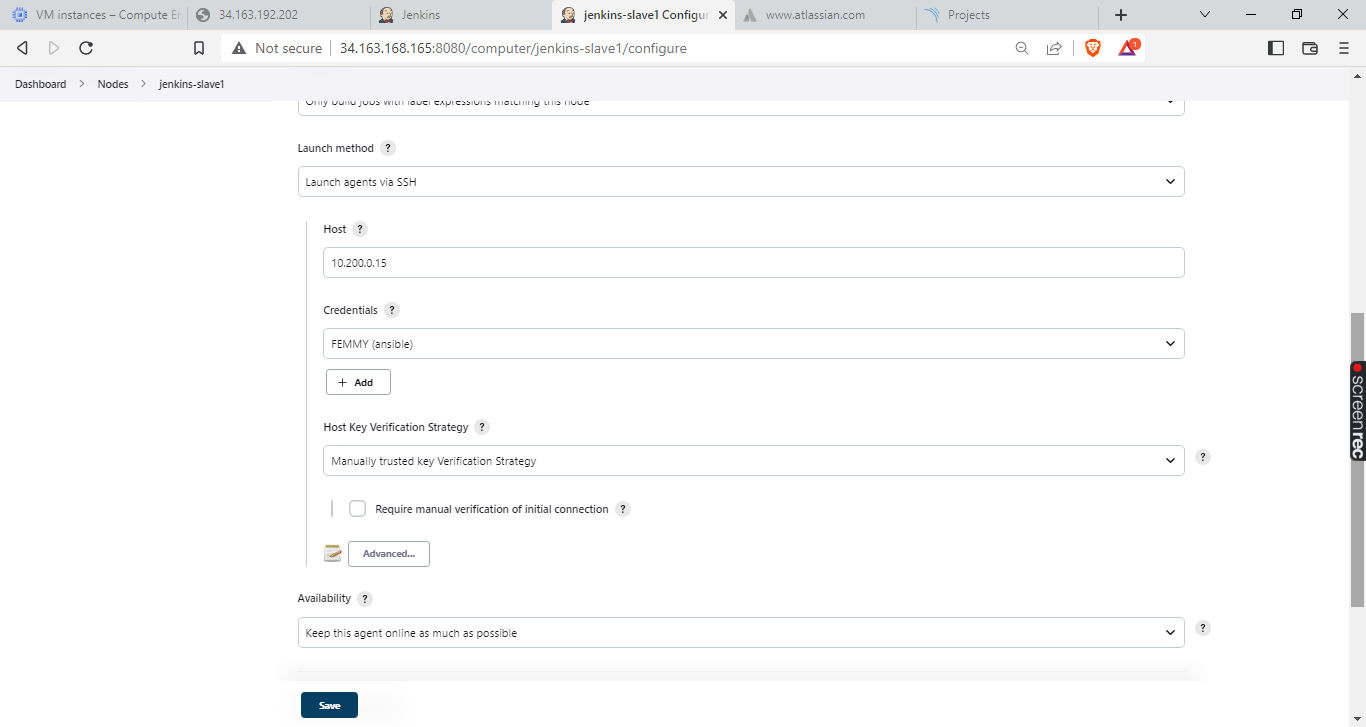 VM instances – Compute En
34.163.192.202
Jenkins
jenkins-slave1 Configur
www.atlassian.com
Projects
Not secure
34.163.168.165:8080/computer/jenkins-slave1/configure
1
Dashboard > Nodes > jenkins-slave1
Only build jobs with label expressions matching this node
Launch method ?
Launch agents via SSH
Host ?
10.200.0.15
Credentials ?
FEMMY (ansible)
+ Add
Host Key Verification Strategy ?
Manually trusted key Verification Strategy
?
Require manual verification of initial connection ?
Advanced...
Availability ?
Keep this agent online as much as possible
?
Save
screenrec